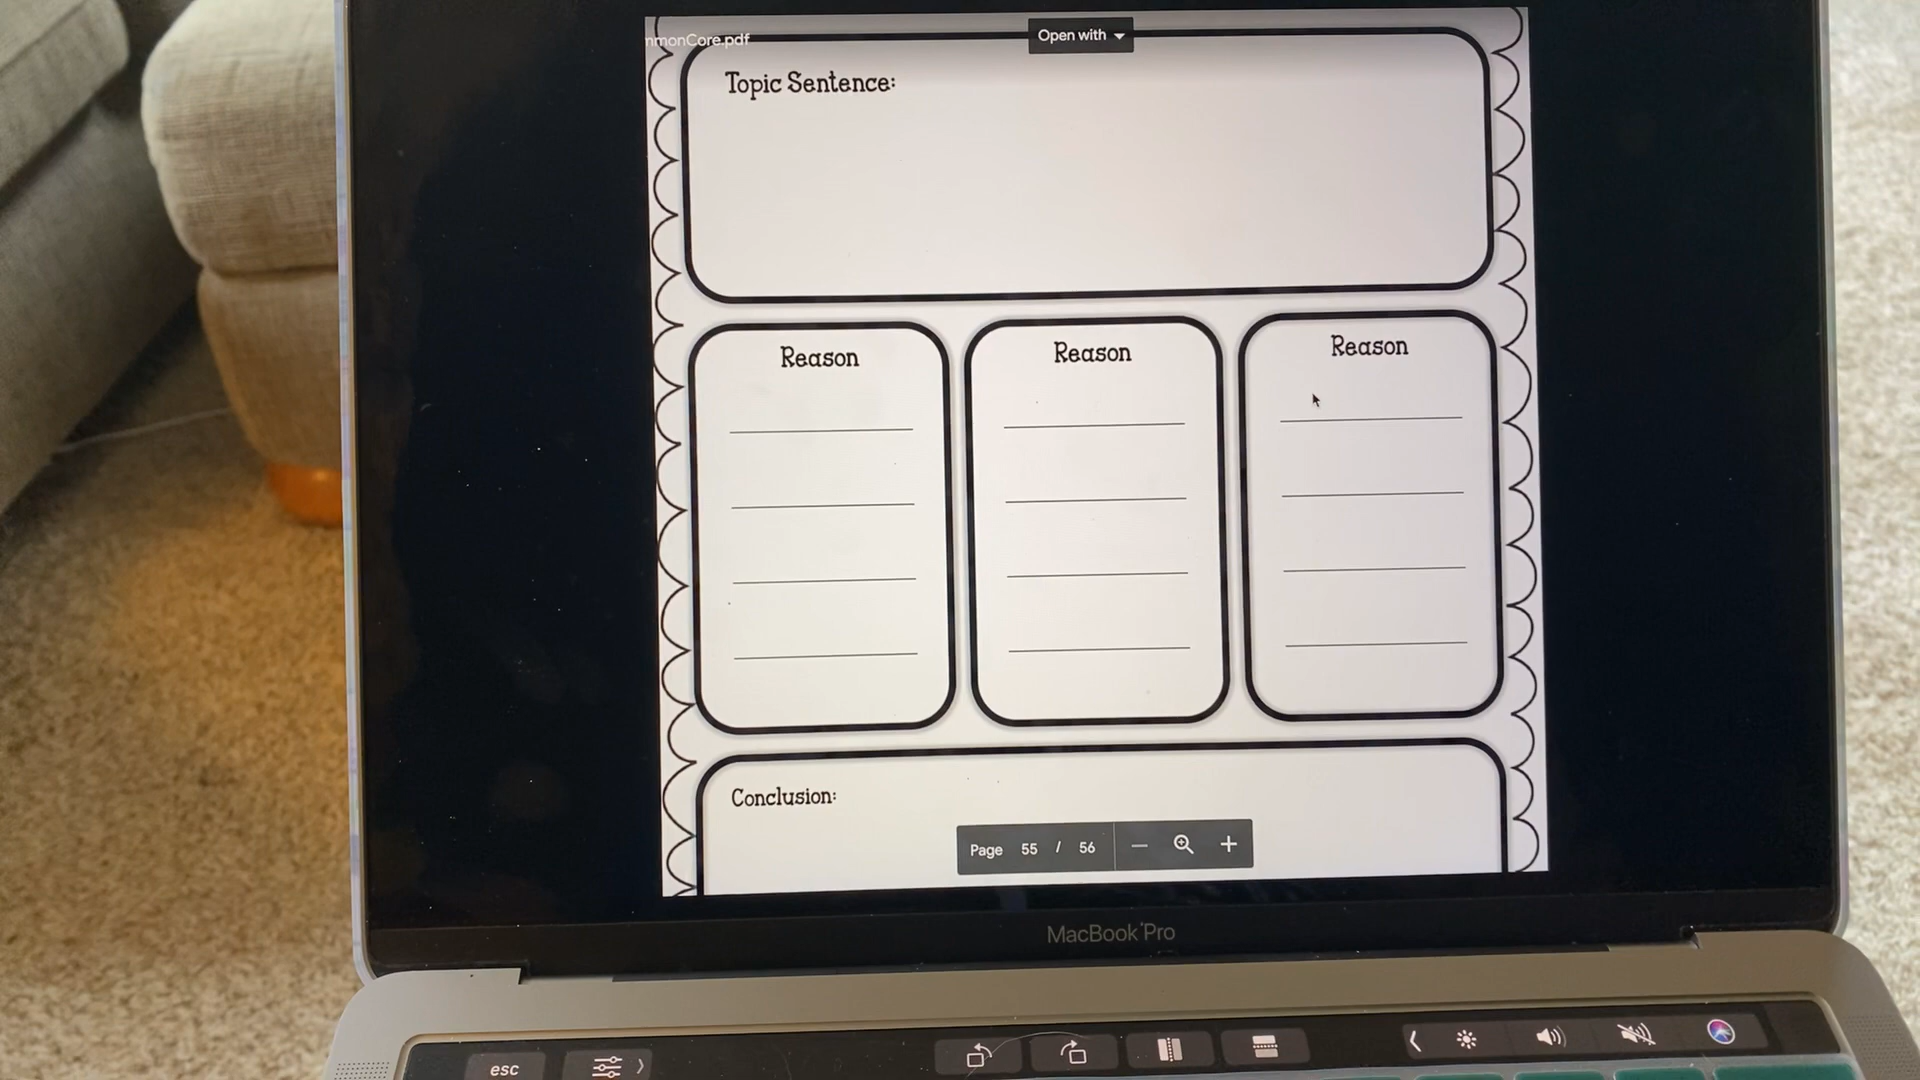 nmonCore.pdf
Open with
Topic Sentence:
Reason
Reason
Reason
Conclusion:
Page 55 / 56
MacBook Pro
esc